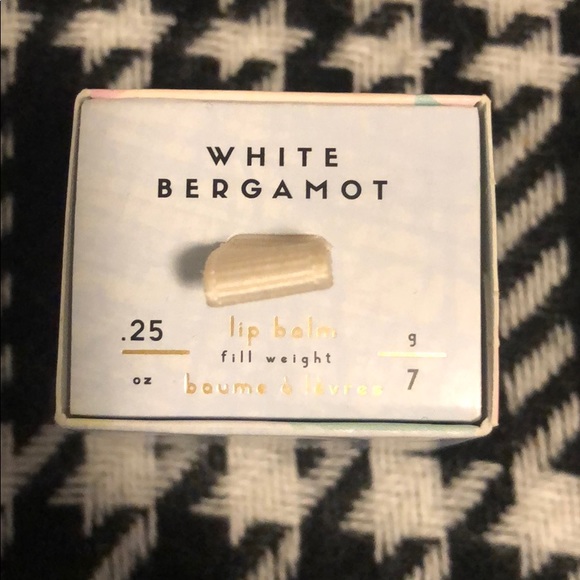 WHITE
BERGAMOT
.25
oz
lip balm
fill weight
baume à lèvres
g
7